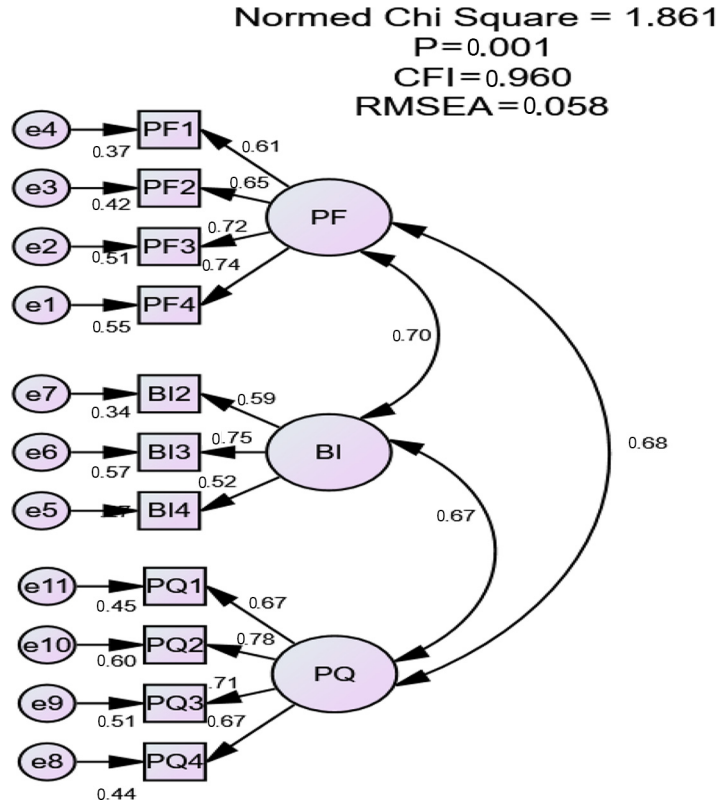 Normed Chi Square = 1.861
P=0.001
CFI=0.960
RMSEA=0.058
e4
0.37
PF1
0.61
e3
0.42
PF2
0.65
PF
e2
0.51
PF3
0.72
e1
0.55
PF4
0.74
0.70
e7
0.34
BI2
0.59
e6
0.57
BI3
0.75
BI
0.68
e5
BI4
0.52
0.67
e11
0.45
PQ1
0.67
e10
0.60
PQ2
0.78
PQ
e9
0.51
PQ3
.71
e8
0.44
PQ4
0.67